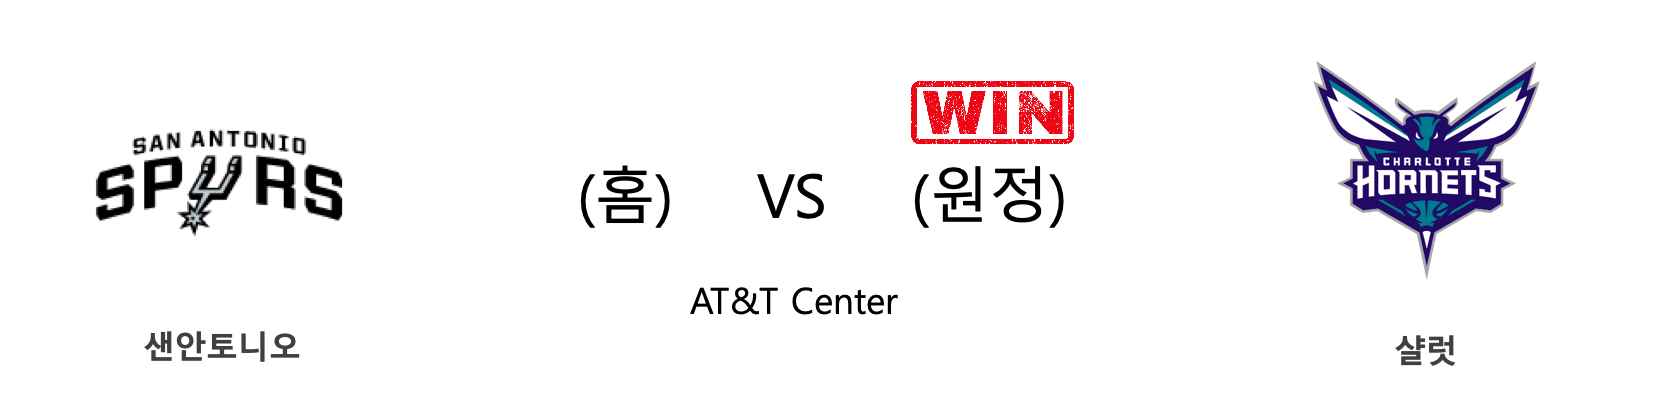 SAN ANTONIO
SPURS
(홈) VS (원정)
WIN
CHARLOTTE
HORNETS
AT&T Center
샌안토니오
샬럿